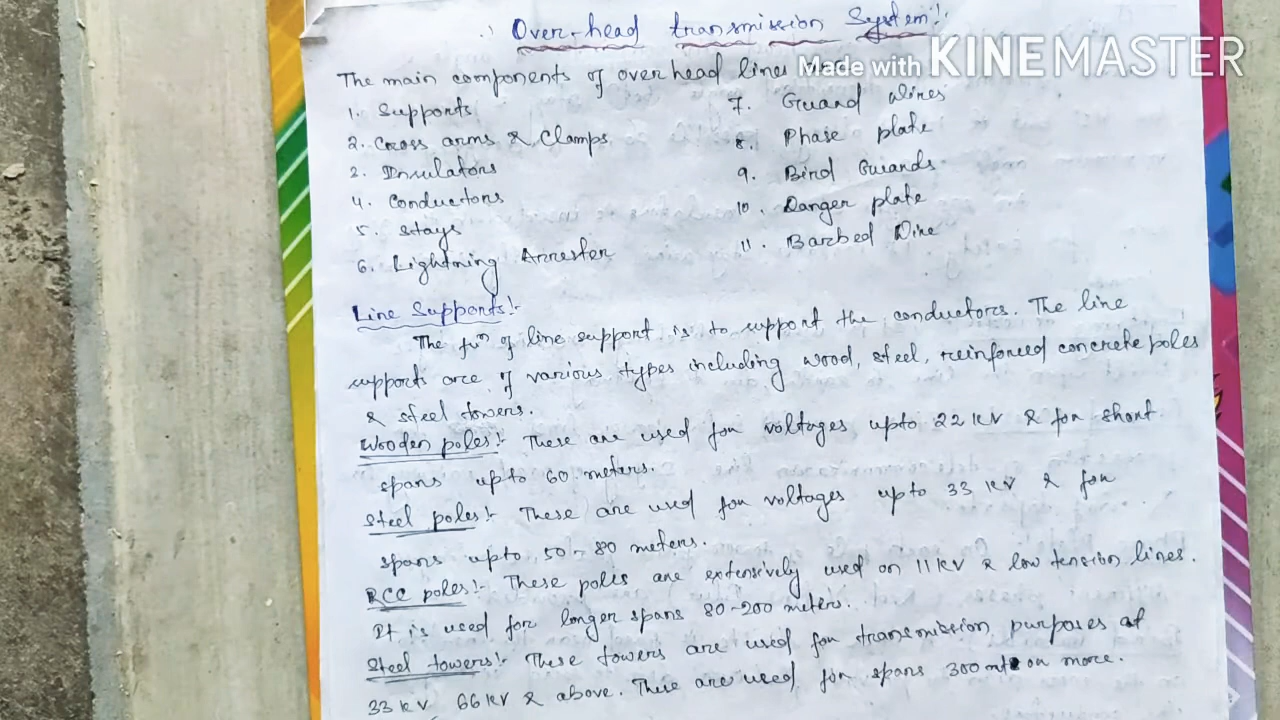 Over-head transmission System:-
Made with KINEMASTER
The main components of overhead lines
1. Supports
2. Cross arms & Clamps
2. Insulators
4. Conductors
5. Stays
6. Lightning Arrester
7. Guard wires
8. Phase plate
9. Bird Guards
10. Danger plate
11. Barbed Wire
Line Supports:-
The fun of line support is to support the conductors. The line
supports are of various types including wood, steel, reinforced concrete poles
& steel towers.
Wooden poles:- These are used for voltages upto 22 KV & for short
spans upto 60 meters.
Steel poles:- These are used for voltages upto 33 KV & for
spans upto 50-80 meters.
RCC poles:- These poles are extensively used on 11 KV & low tension lines.
It is used for longer spans 80-200 meters.
Steel towers:- These towers are used for transmission purposes at
33 KV 66 KV & above. These are used for spans 300 mt or more.